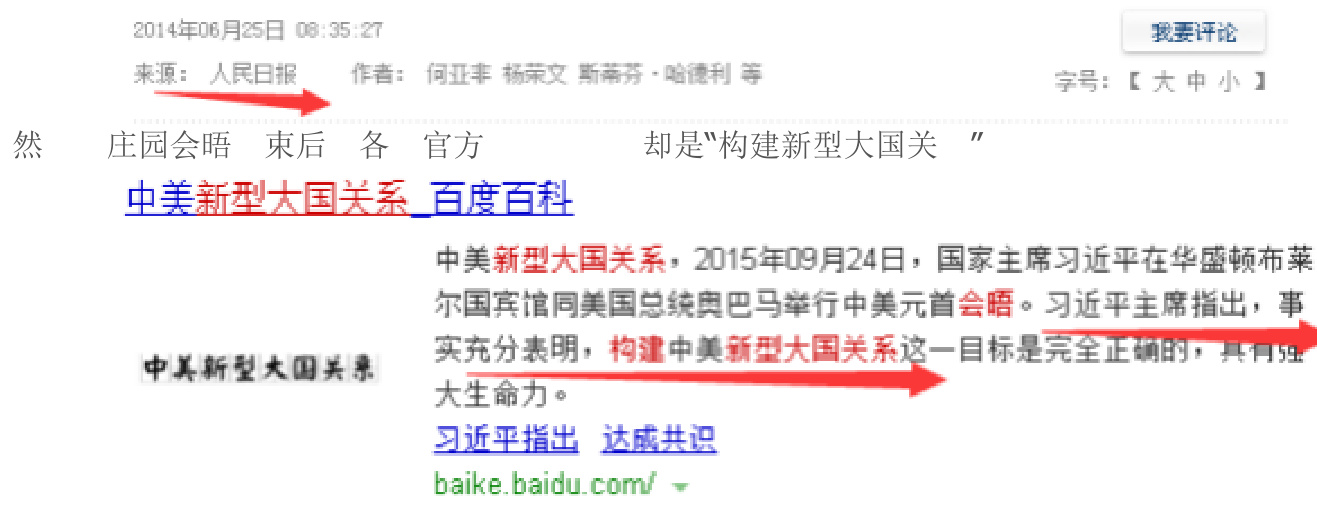 2014年06月25日 08:35:27
我要评论
来源： 人民日报 作者： 何亚非 杨荣文 斯蒂芬·哈德利 等
字号：【 大 中 小 】
然 庄园会晤 束后 各 官方 却是“构建新型大国关 ”
中美新型大国关系_百度百科
中美新型大国关系，2015年09月24日，国家主席习近平在华盛顿布莱
尔国宾馆同美国总统奥巴马举行中美元首会晤。习近平主席指出，事
实充分表明，构建中美新型大国关系这一目标是完全正确的，具有强
大生命力。
中美新型大国关系
习近平指出 达成共识
baike.baidu.com/